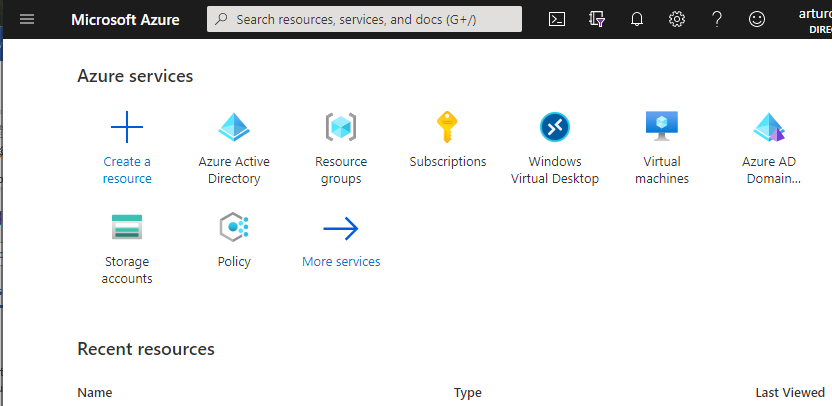 Microsoft Azure
Search resources, services, and docs (G+/)
DIRE
Azure services
Create a
resource
Azure Active
Directory
Resource
groups
Subscriptions
Windows
Virtual Desktop
Virtual
machines
Azure AD
Domain...
Storage
accounts
Policy
More services
Recent resources
Name Type Last Viewed